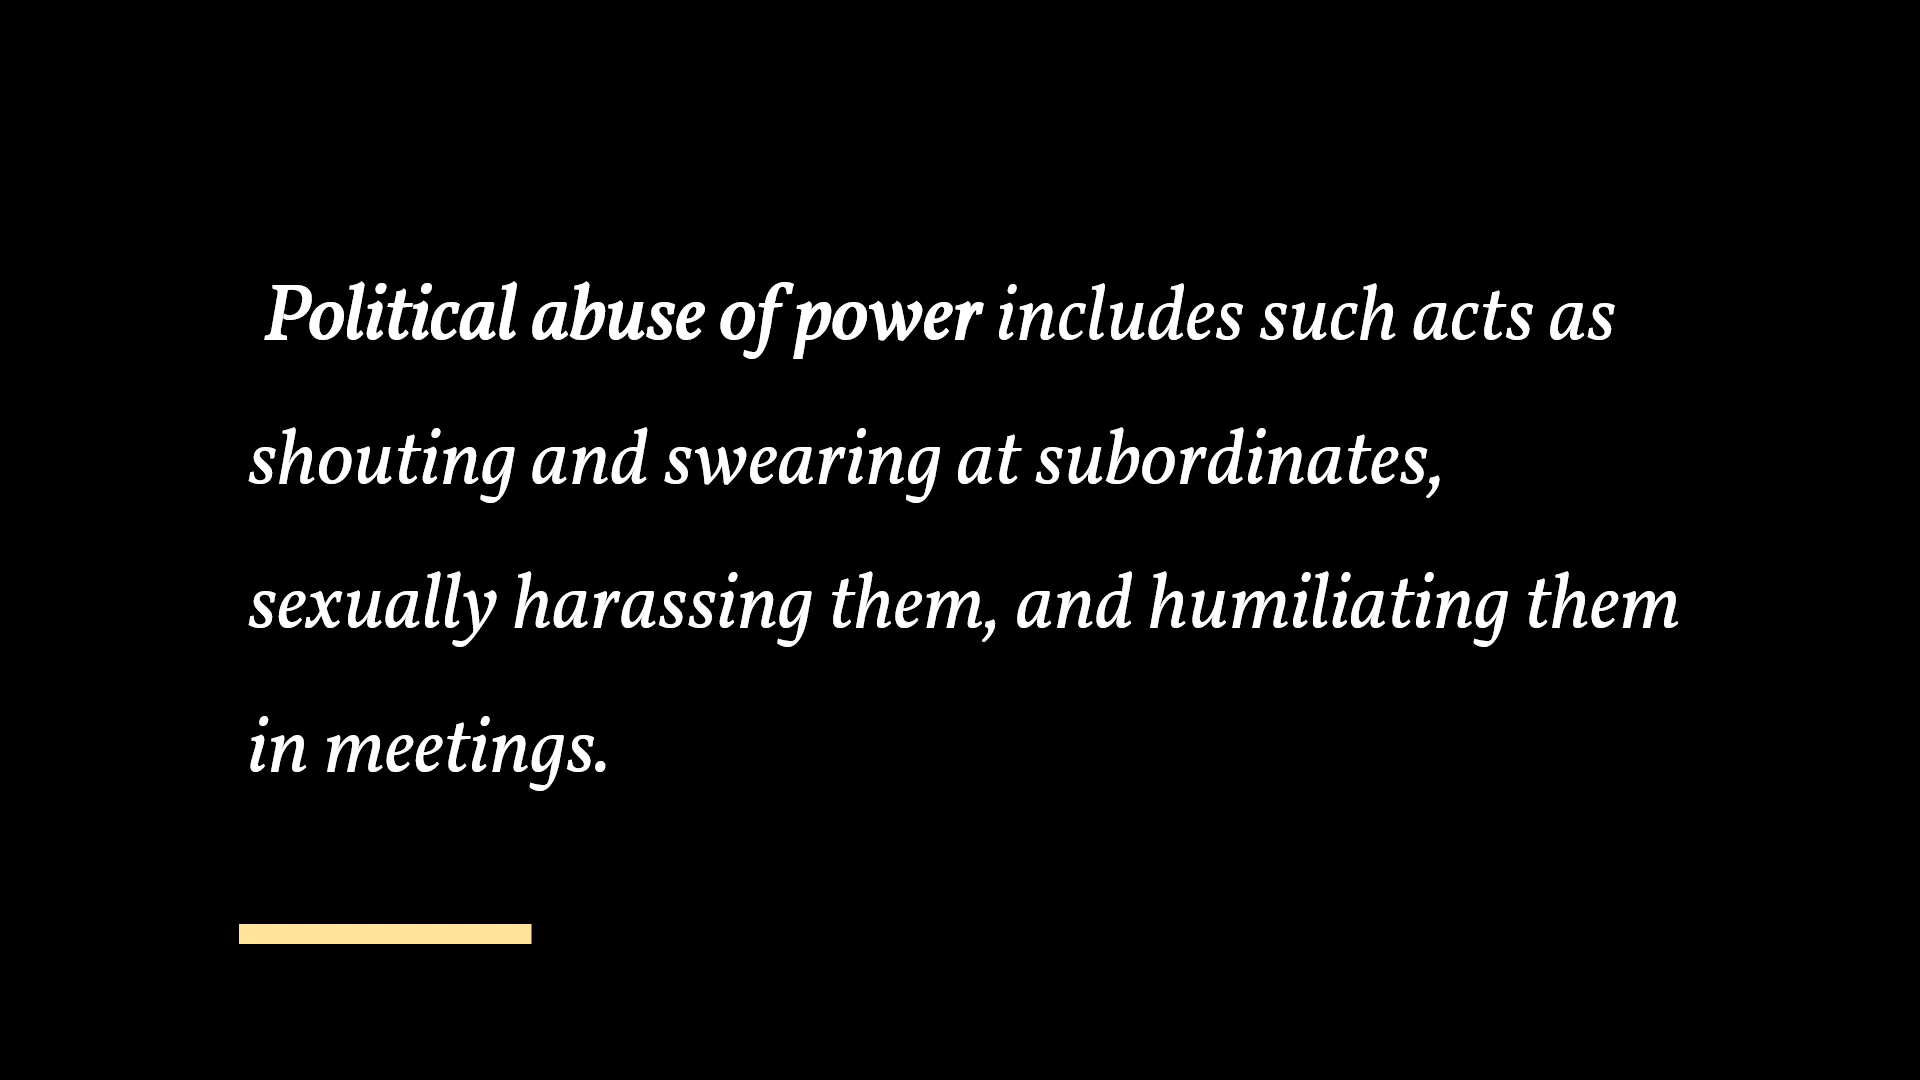 Political abuse of power includes such acts as
shouting and swearing at subordinates,
sexually harassing them, and humiliating them
in meetings.